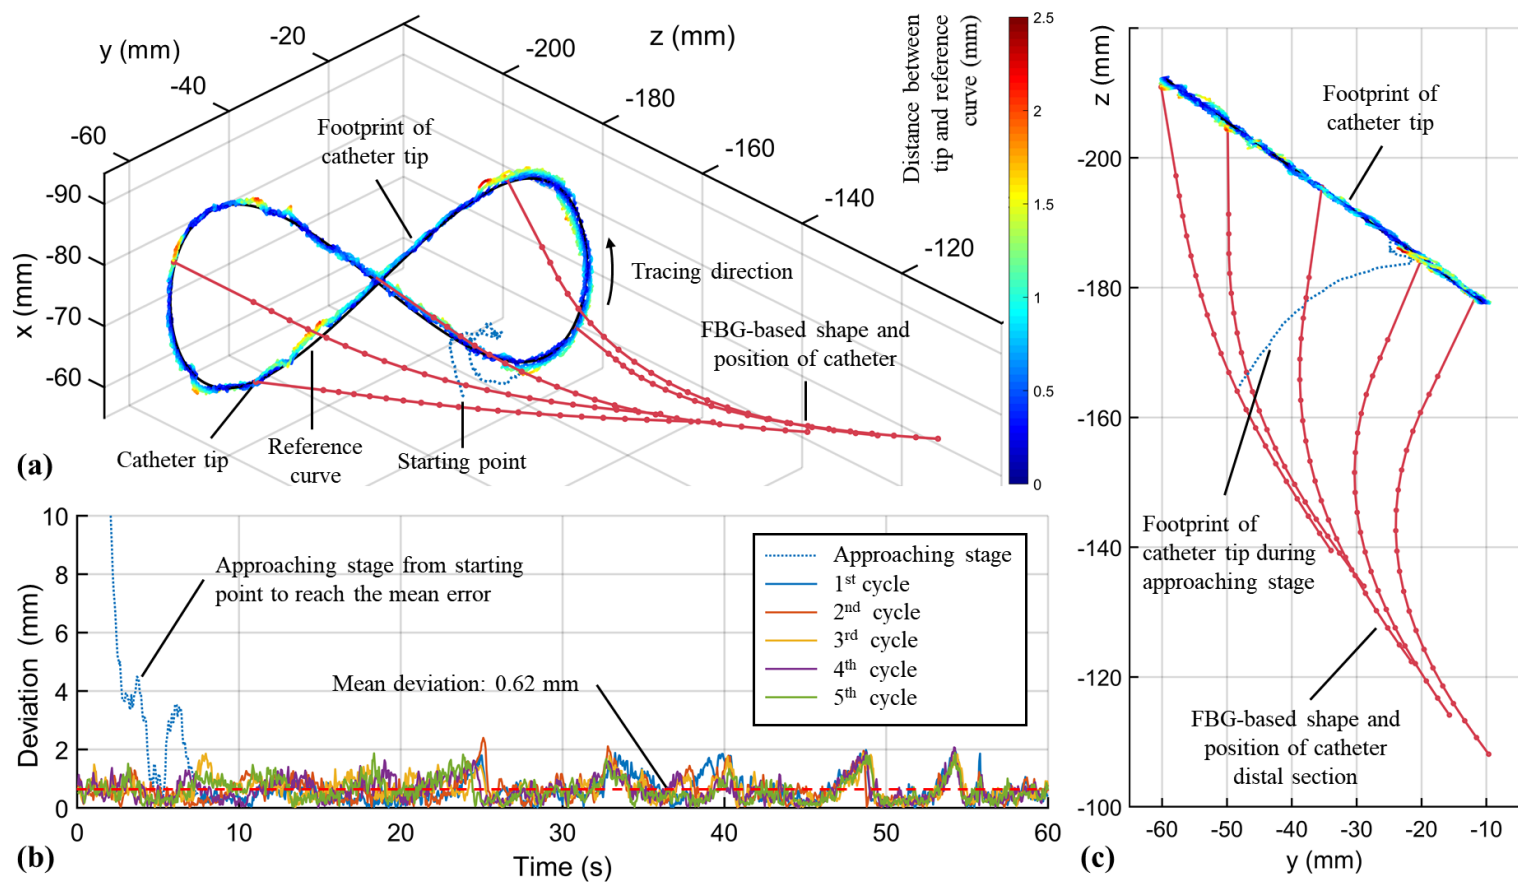 y (mm)
-20
-40
-60
z (mm)
-200
-180
-160
-140
-120
x (mm)
-90
-80
-70
-60
Footprint of
catheter tip
Tracing direction
FBG-based shape and
position of catheter
Catheter tip
Reference
curve
Starting point
(a)
Distance between
tip and reference
curve (mm)
2.5
2
1.5
1
0.5
0
Deviation (mm)
10
8
6
4
2
0
Approaching stage from starting
point to reach the mean error
Mean deviation: 0.62 mm
Approaching stage
1st cycle
2nd cycle
3rd cycle
4th cycle
5th cycle
0
10
20
30
40
50
60
Time (s)
(b)
z (mm)
-200
-180
-160
-140
-120
-100
Footprint of
catheter tip
Footprint of
catheter tip during
approaching stage
FBG-based shape and
position of catheter
distal section
-60
-50
-40
-30
-20
-10
y (mm)
(c)